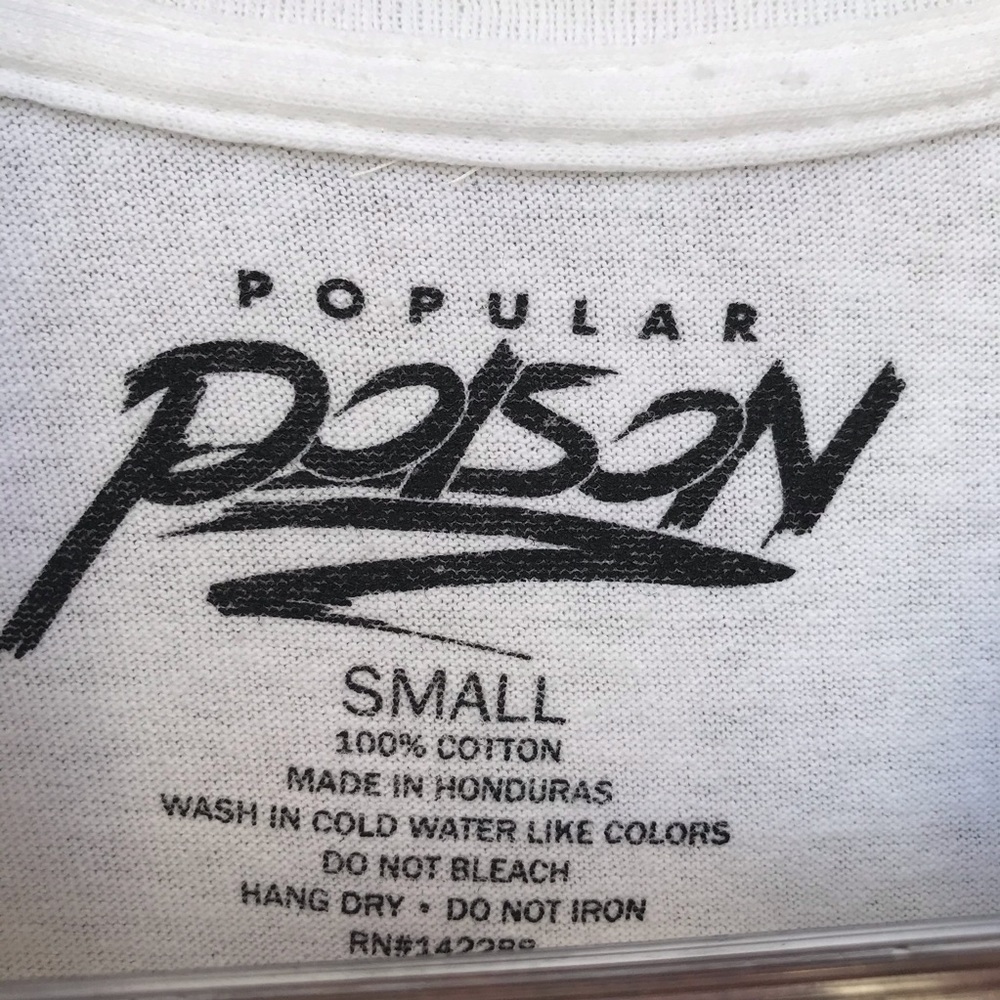 POPULAR
POISON
SMALL
100% COTTON
MADE IN HONDURAS
WASH IN COLD WATER LIKE COLORS
DO NOT BLEACH
HANG DRY • DO NOT IRON